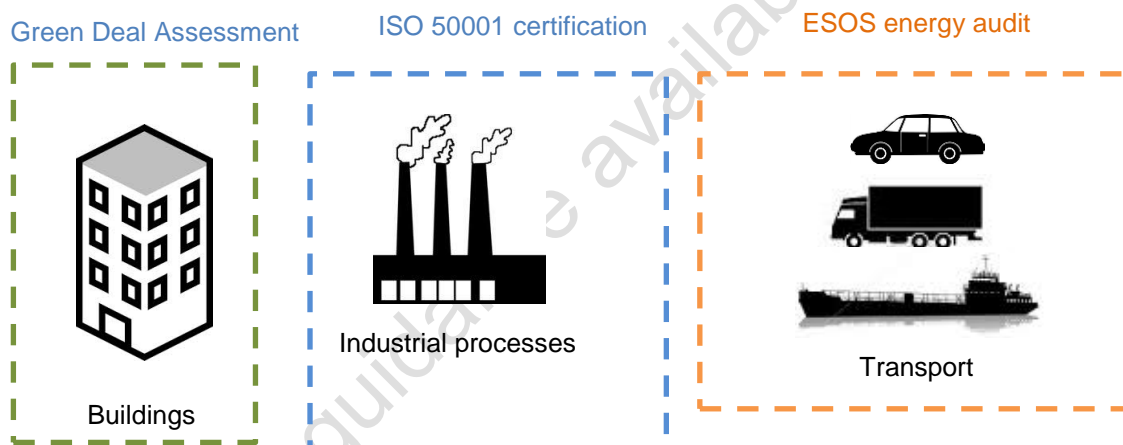 Green Deal Assessment
ISO 50001 certification
ESOS energy audit
Buildings
Industrial processes
Transport